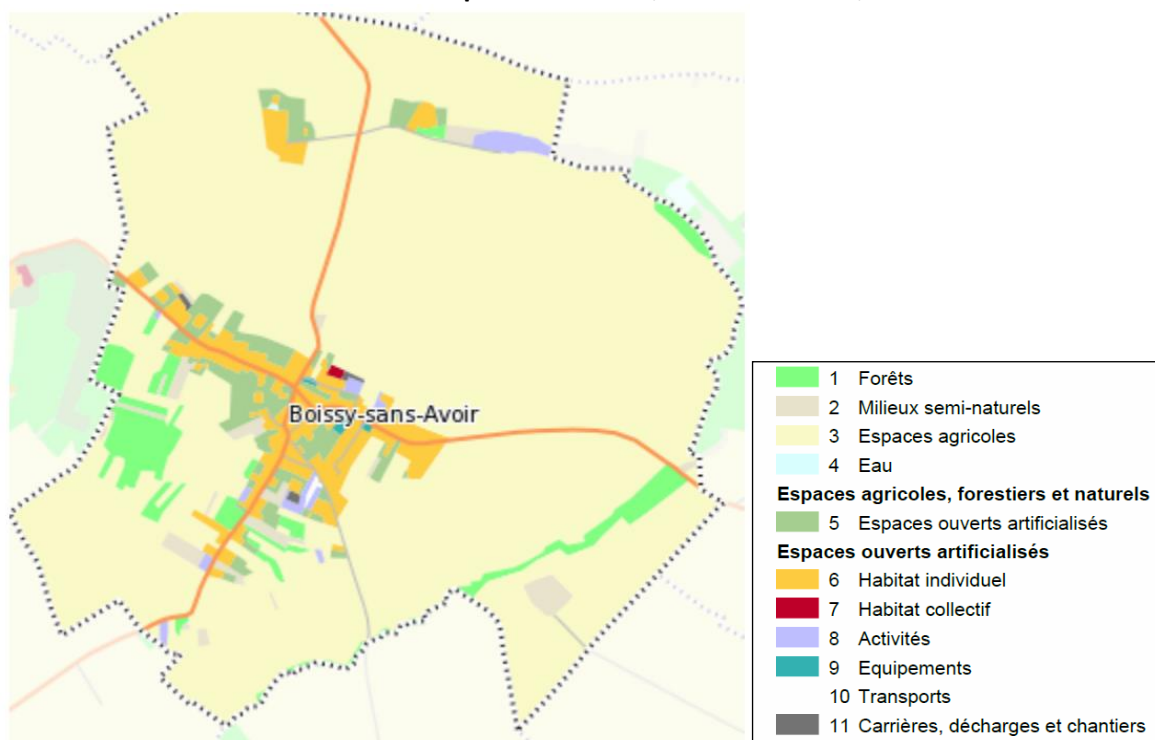 Boissy-sans-Avoir
1 Forêts
2 Milieux semi-naturels
3 Espaces agricoles
4 Eau
Espaces agricoles, forestiers et naturels
5 Espaces ouverts artificialisés
Espaces ouverts artificialisés
6 Habitat individuel
7 Habitat collectif
8 Activités
9 Equipements
10 Transports
11 Carrières, décharges et chantiers